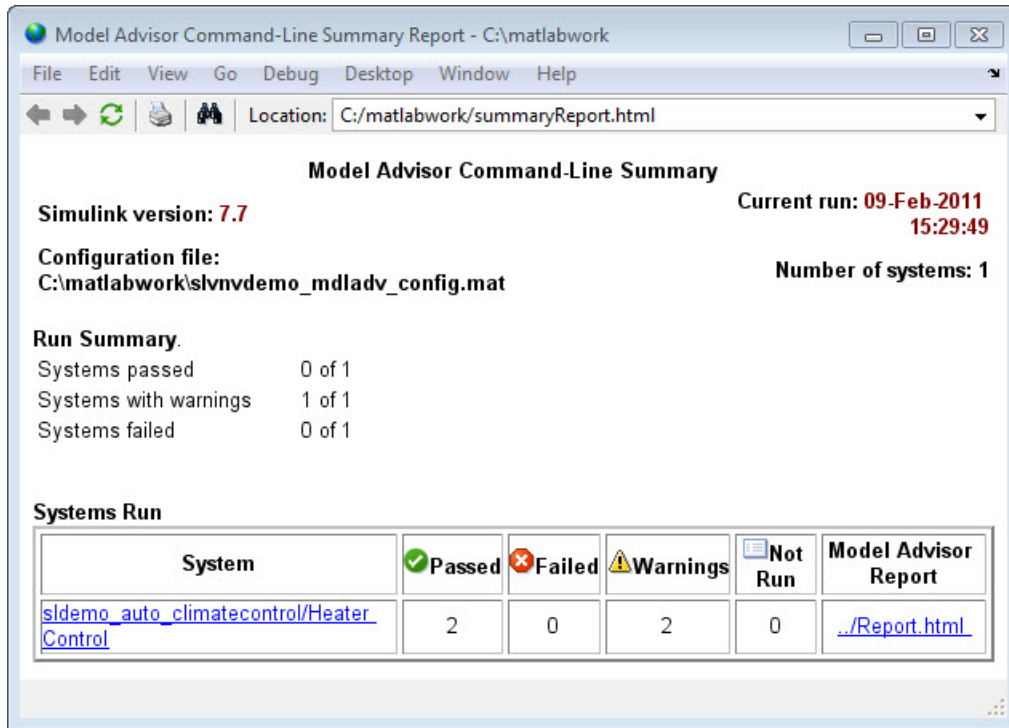 Model Advisor Command-Line Summary Report - C:\matlabwork
File Edit View Go Debug Desktop Window Help
Location: C:/matlabwork/summaryReport.html
Model Advisor Command-Line Summary
Simulink version: 7.7
Current run: 09-Feb-2011
15:29:49
Configuration file:
C:\matlabwork\slvnvdemo_mdladv_config.mat
Number of systems: 1
Run Summary.
Systems passed 0 of 1
Systems with warnings 1 of 1
Systems failed 0 of 1
Systems Run
System Passed Failed Warnings Not Run Model Advisor Report
sldemo_auto_climatecontrol/Heater
Control 2 0 2 0 ../Report.html